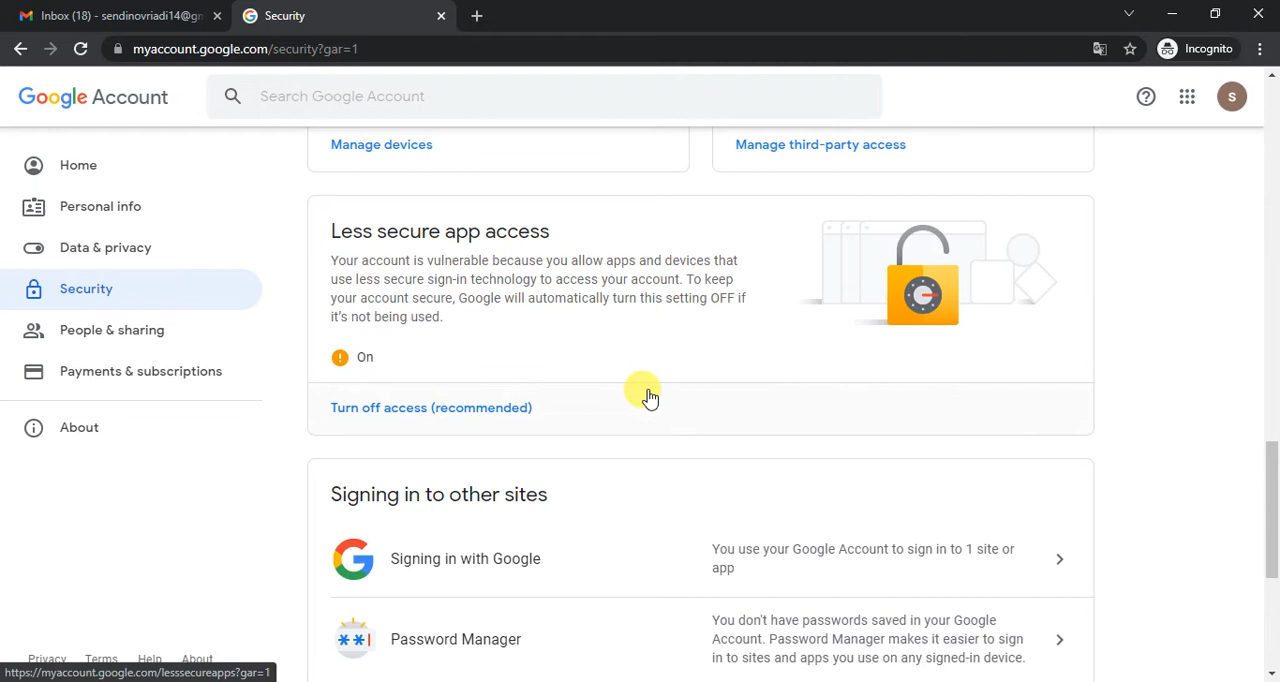 Inbox (18) - sendinovriadi14@gm
Security
myaccount.google.com/security?gar=1
Incognito
Google Account
Search Google Account
S
Home
Personal info
Data & privacy
Security
People & sharing
Payments & subscriptions
About
Manage devices
Manage third-party access
Less secure app access
Your account is vulnerable because you allow apps and devices that
use less secure sign-in technology to access your account. To keep
your account secure, Google will automatically turn this setting OFF if
it's not being used.
On
Turn off access (recommended)
Signing in to other sites
Signing in with Google
You use your Google Account to sign in to 1 site or
app
Password Manager
You don't have passwords saved in your Google
Account. Password Manager makes it easier to sign
in to sites and apps you use on any signed-in device.
Privacy Terms Help About
https://myaccount.google.com/lesssecureapps?gar=1